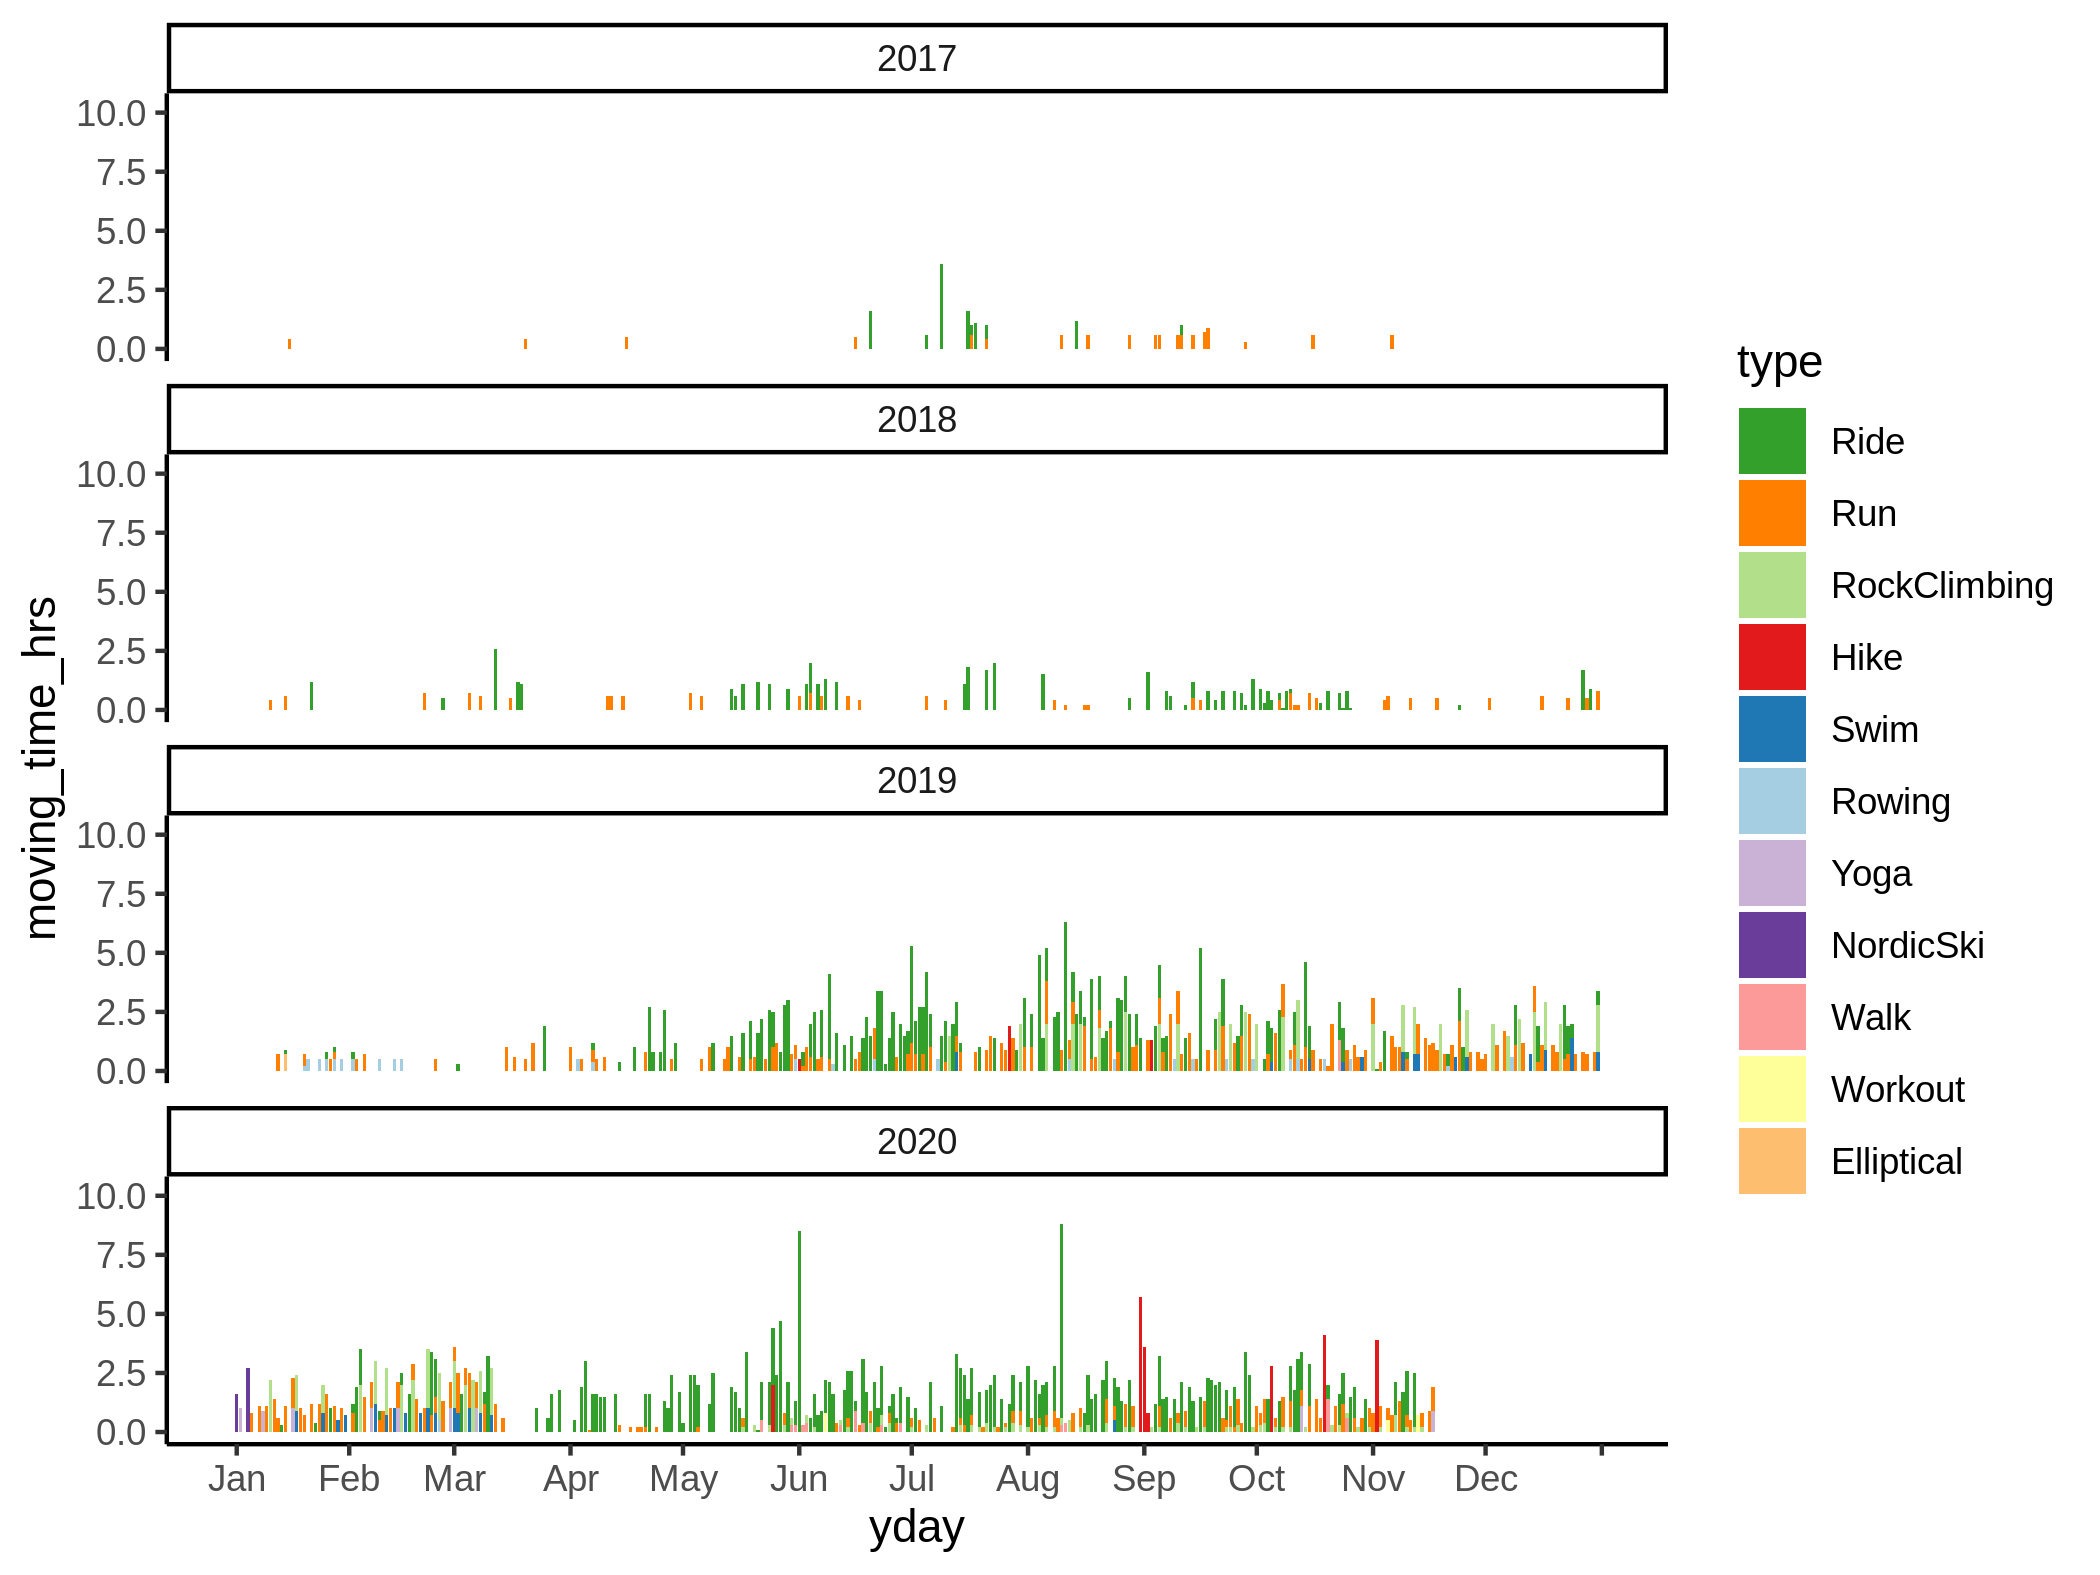 2017
10.0
7.5
5.0
2.5
0.0
2018
10.0
7.5
5.0
2.5
0.0
2019
10.0
7.5
5.0
2.5
0.0
2020
10.0
7.5
5.0
2.5
0.0
Jan Feb Mar Apr May Jun Jul Aug Sep Oct Nov Dec
yday
moving_time_hrs
type
Ride
Run
RockClimbing
Hike
Swim
Rowing
Yoga
NordicSki
Walk
Workout
Elliptical